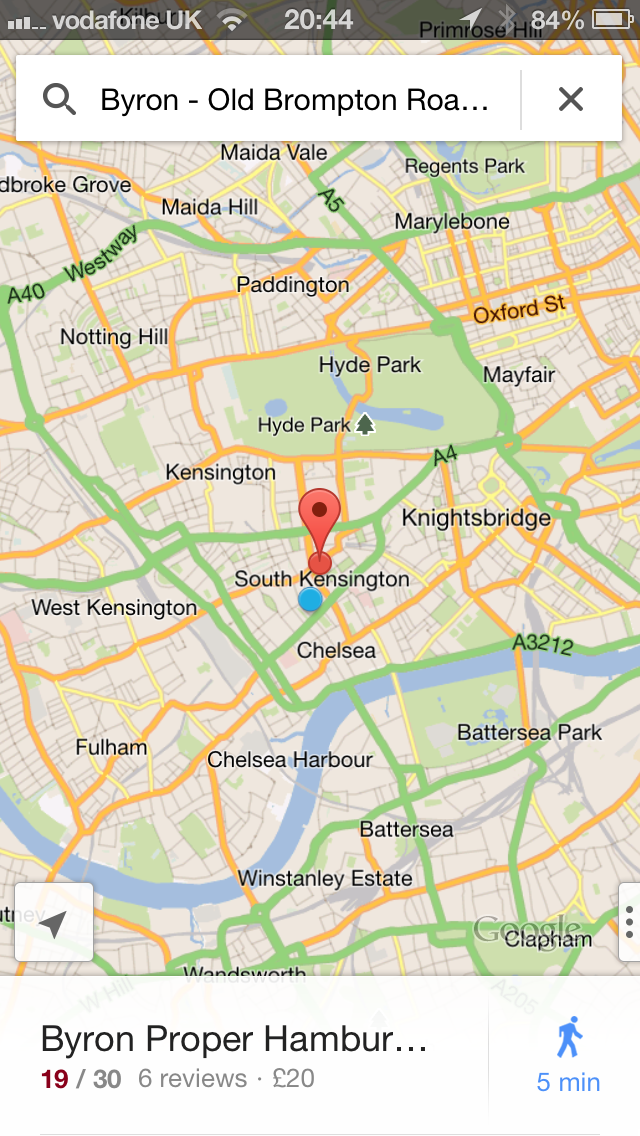 vodafone UK 20:44 84%
Primrose Hill
Byron - Old Brompton Roa...
Maida Vale
Regents Park
dbroke Grove
A5
Maida Hill
Marylebone
Westway
A40
Paddington
Oxford St
Notting Hill
Hyde Park
Mayfair
Hyde Park
A4
Kensington
Knightsbridge
South Kensington
West Kensington
A3212
Chelsea
Battersea Park
Fulham
Chelsea Harbour
Battersea
Winstanley Estate
utney
Google
Clapham
Wandsworth
W Hill
A205
Byron Proper Hambur...
19 / 30 6 reviews · £20
5 min